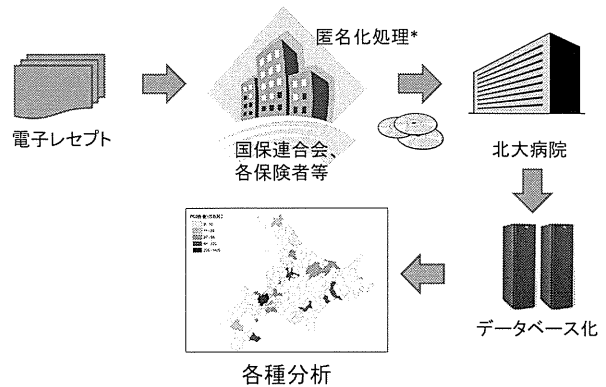 匿名化処理*
電子レセプト
国保連合会、
各保険者等
北大病院
データベース化
各種分析